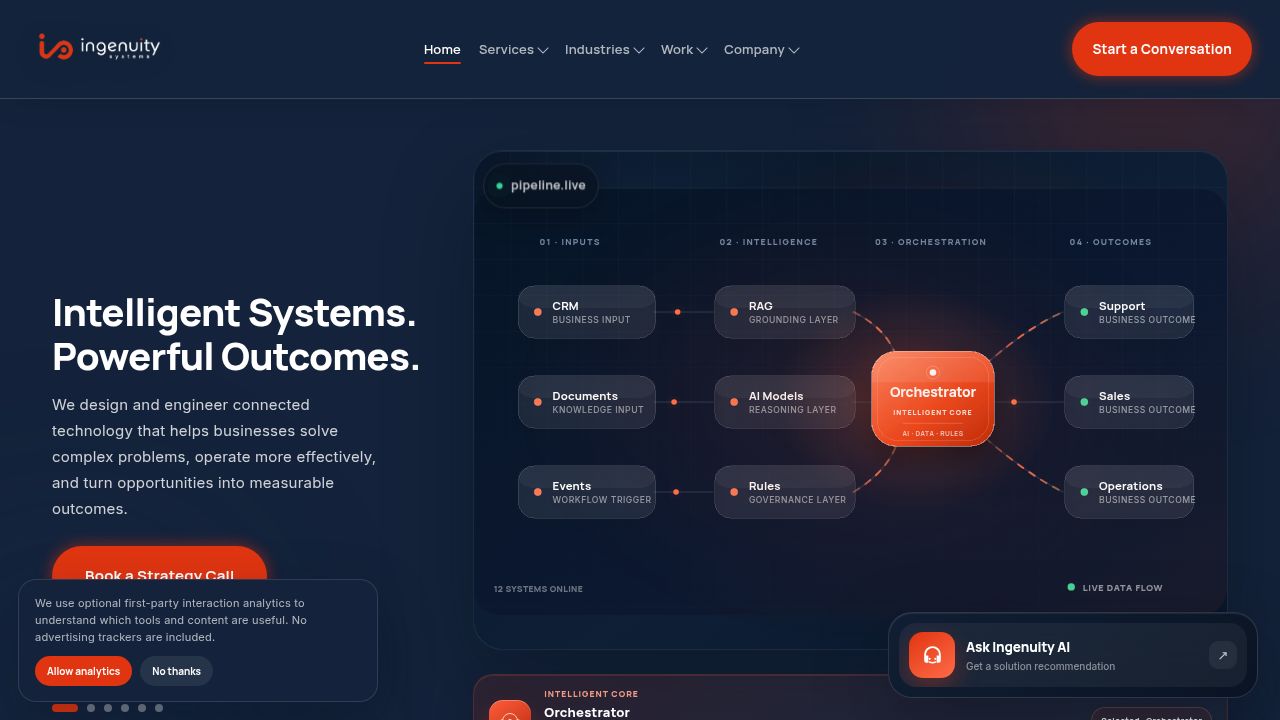 ingenuity
systems
Home
Services
Industries
Work
Company
Start a Conversation
pipeline.live
01 · INPUTS
02 · INTELLIGENCE
03 · ORCHESTRATION
04 · OUTCOMES
Intelligent Systems.
Powerful Outcomes.
We design and engineer connected
technology that helps businesses solve
complex problems, operate more effectively,
and turn opportunities into measurable
outcomes.
Book a Strategy Call
CRM
BUSINESS INPUT
RAG
GROUNDING LAYER
Support
BUSINESS OUTCOME
Documents
KNOWLEDGE INPUT
AI Models
REASONING LAYER
Orchestrator
INTELLIGENT CORE
AI · DATA · RULES
Sales
BUSINESS OUTCOME
Events
WORKFLOW TRIGGER
Rules
GOVERNANCE LAYER
Operations
BUSINESS OUTCOME
12 SYSTEMS ONLINE
LIVE DATA FLOW
We use optional first-party interaction analytics to
understand which tools and content are useful. No
advertising trackers are included.
Allow analytics
No thanks
Ask Ingenuity AI
Get a solution recommendation
↗
INTELLIGENT CORE
Orchestrator
Selected · Orchestrator